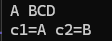 A BCD
c1=A c2=B